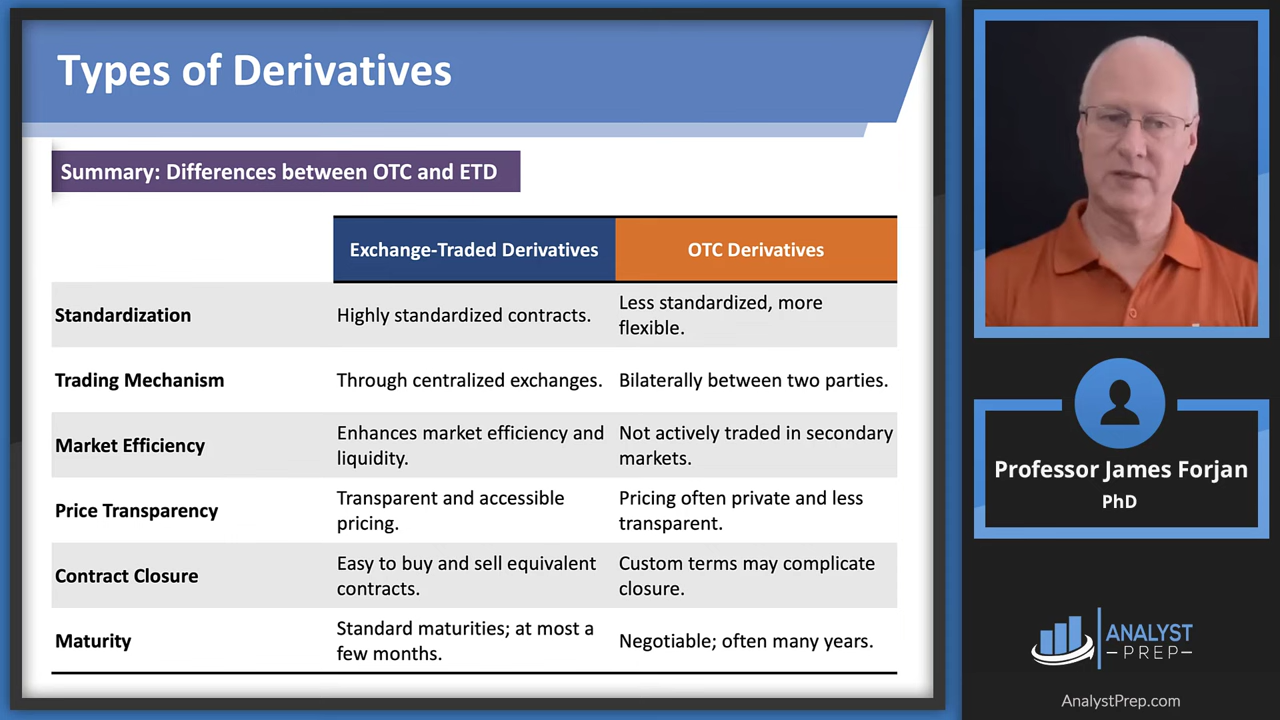 Types of Derivatives
Summary: Differences between OTC and ETD
Exchange-Traded Derivatives
OTC Derivatives
Standardization
Highly standardized contracts.
Less standardized, more
flexible.
Trading Mechanism
Through centralized exchanges.
Bilaterally between two parties.
Market Efficiency
Enhances market efficiency and
liquidity.
Not actively traded in secondary
markets.
Price Transparency
Transparent and accessible
pricing.
Pricing often private and less
transparent.
Contract Closure
Easy to buy and sell equivalent
contracts.
Custom terms may complicate
closure.
Maturity
Standard maturities; at most a
few months.
Negotiable; often many years.
Professor James Forjan
PhD
ANALYST
PREP
AnalystPrep.com